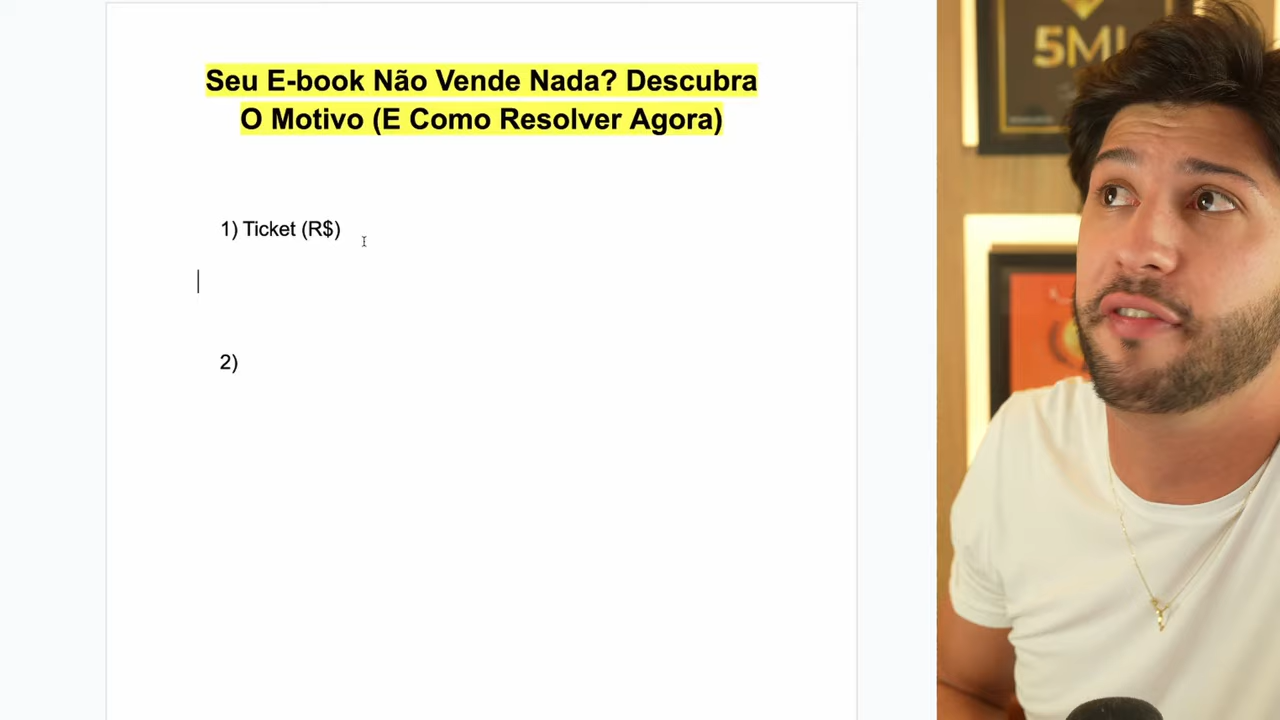 Seu E-book Não Vende Nada? Descubra
O Motivo (E Como Resolver Agora)
1) Ticket (R$)
2)
5MI